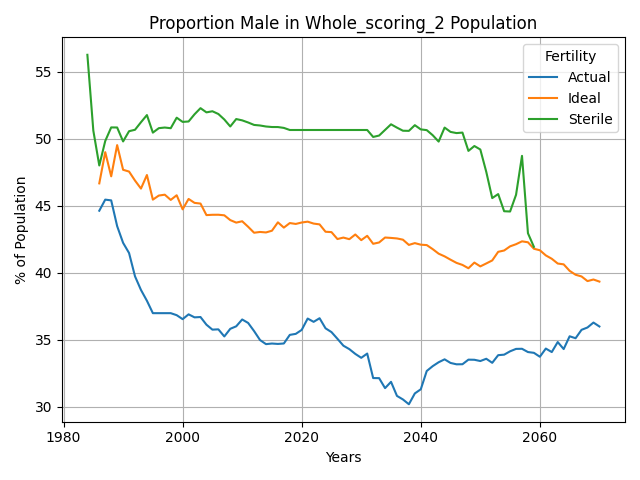 Proportion Male in Whole_scoring_2 Population
Fertility
Actual
Ideal
Sterile
% of Population
55
50
45
40
35
30
1980
2000
2020
2040
2060
Years